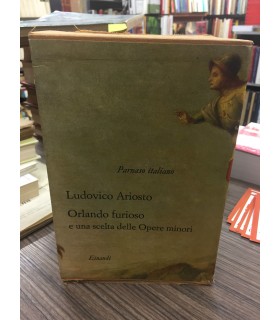 Parnaso italiano
Ludovico Ariosto
Orlando furioso
e una scelta delle Opere minori
Einaudi